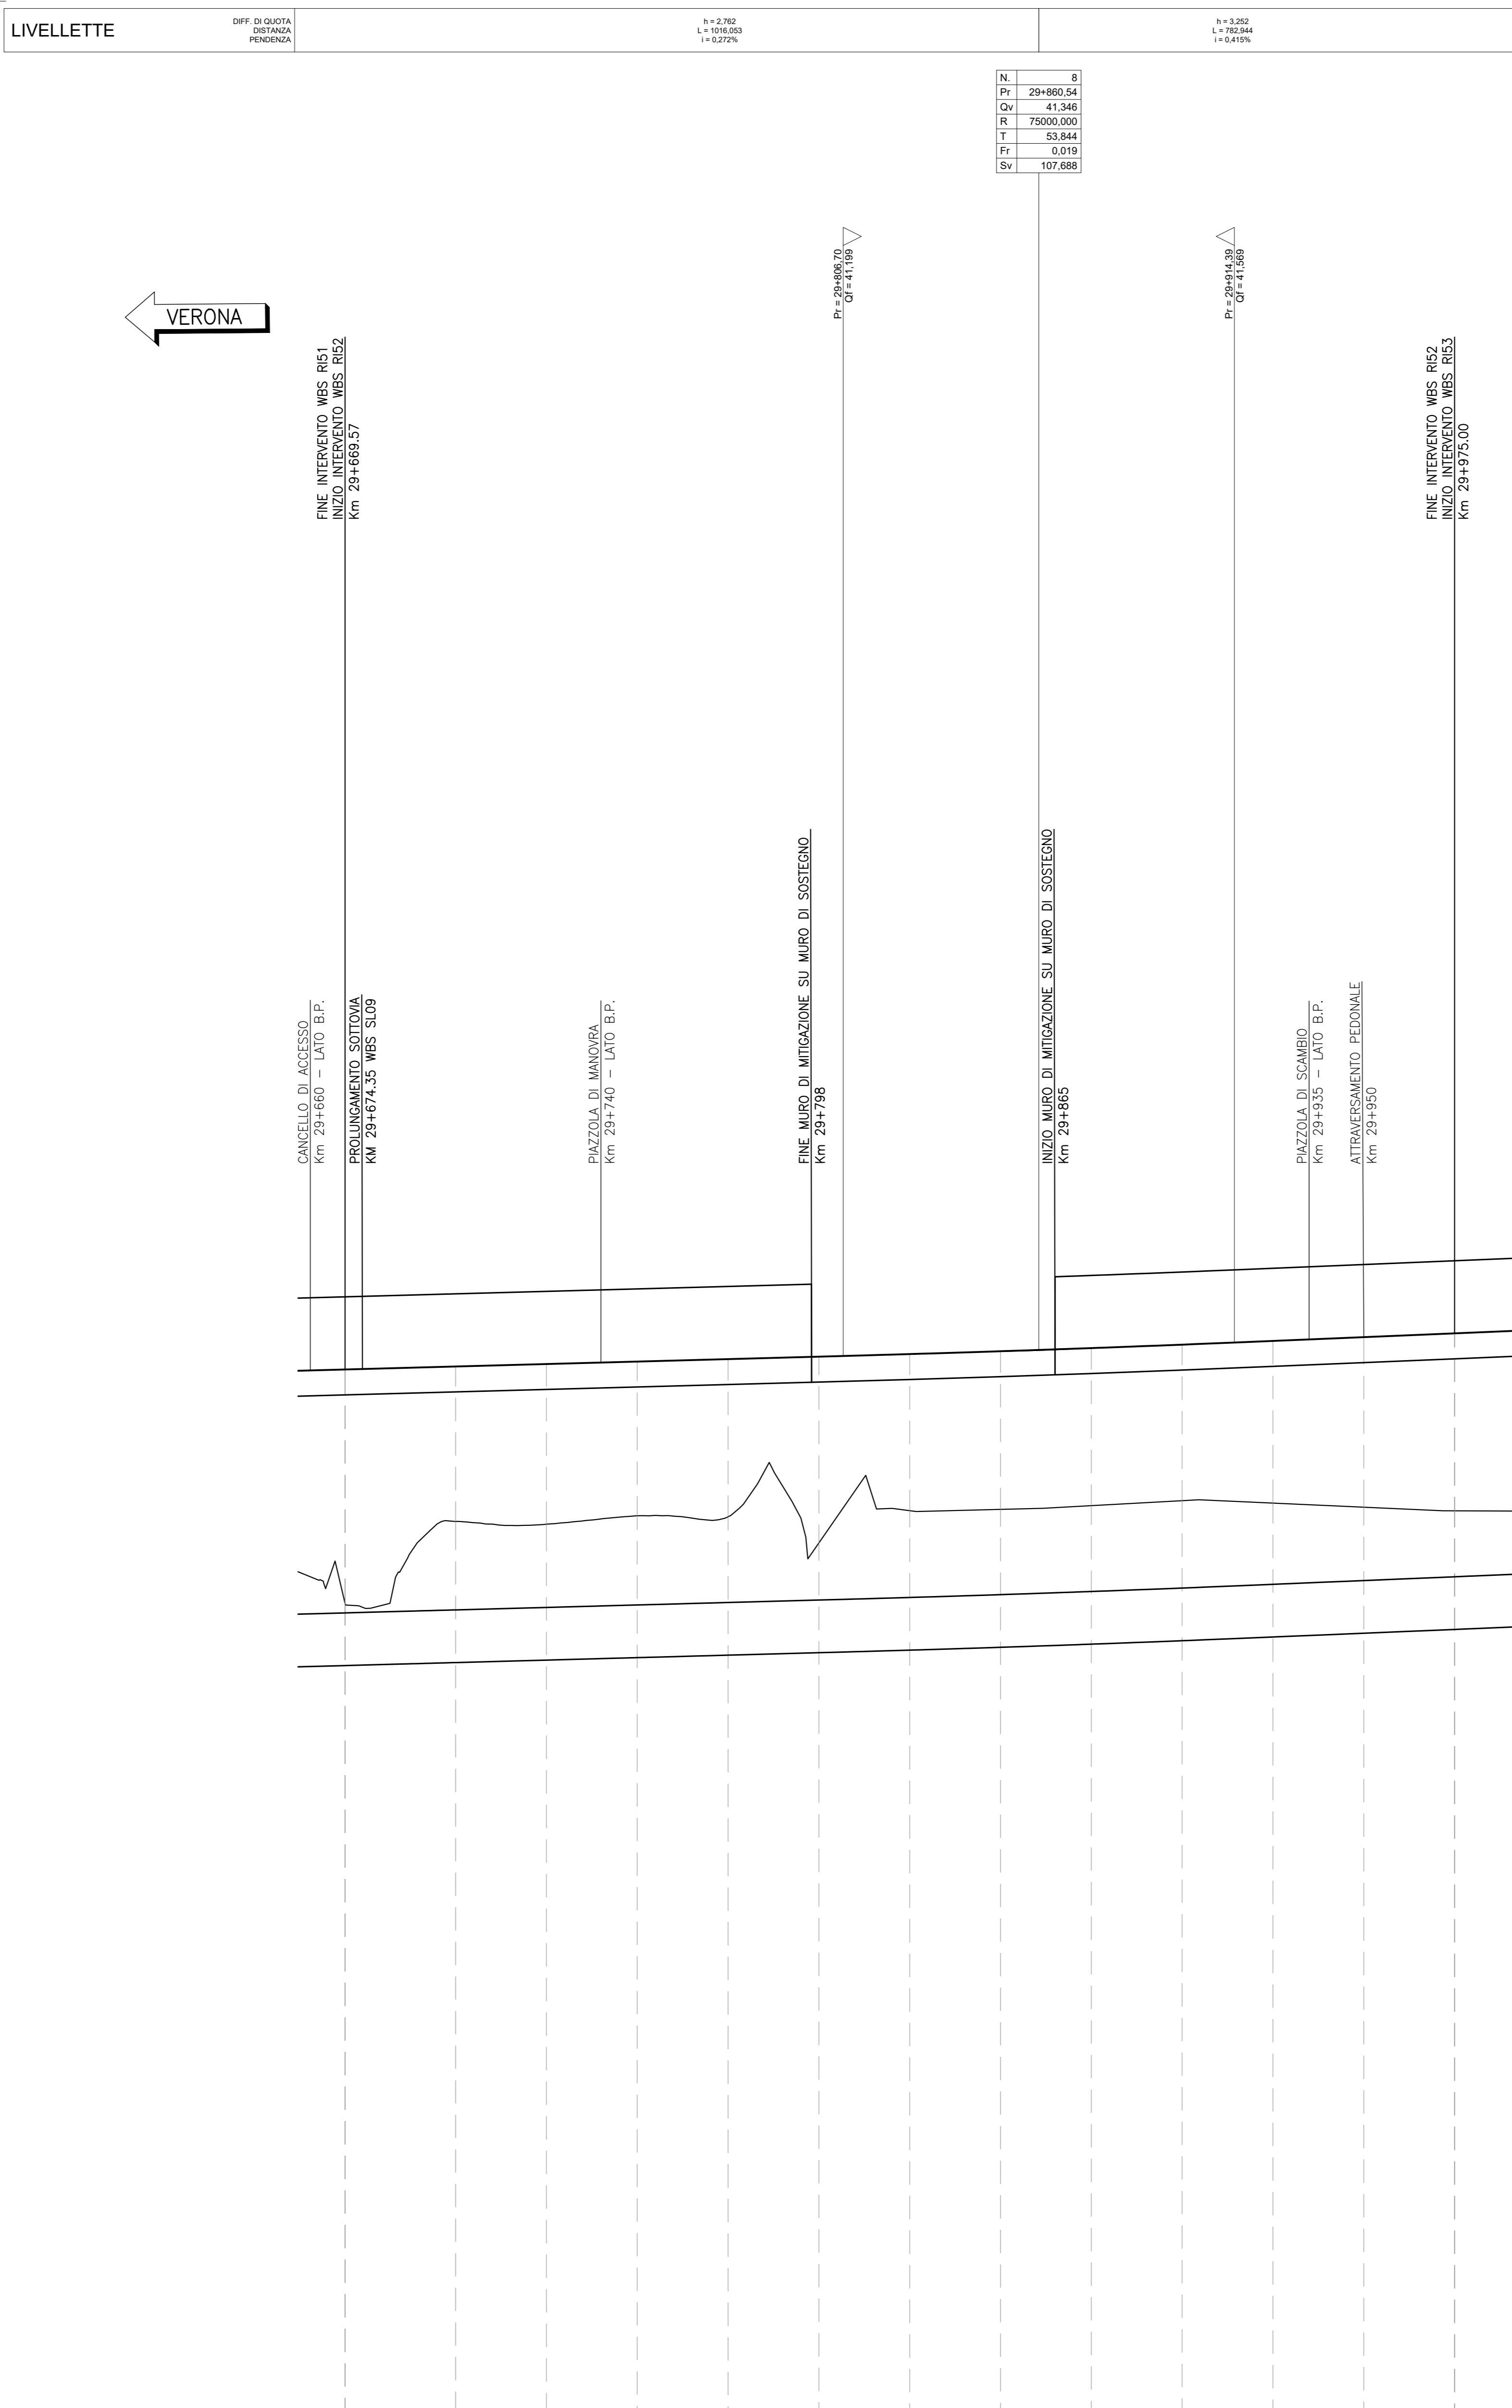 LIVELLETTE
DIFF. DI QUOTA
DISTANZA
PENDENZA
h = 2,762
L = 1016,053
i = 0,272%
h = 3,252
L = 782,944
i = 0,415%
N. 8
Pr 29+860,54
Qv 41,346
R 75000,000
T 53,844
Fr 0,019
Sv 107,688
VERONA
FINE INTERVENTO WBS RI51
INIZIO INTERVENTO WBS RI52
Km 29+669.57
Pr = 29+806,70
Qf = 41,199
Pr = 29+914,39
Qf = 41,569
FINE INTERVENTO WBS RI52
INIZIO INTERVENTO WBS RI53
Km 29+975.00
CANCELLO DI ACCESSO
Km 29+660 – LATO B.P.
PROLUNGAMENTO SOTTOVIA
KM 29+674.35 WBS SL09
PIAZZOLA DI MANOVRA
Km 29+740 – LATO B.P.
FINE MURO DI MITIGAZIONE SU MURO DI SOSTEGNO
Km 29+798
INIZIO MURO DI MITIGAZIONE SU MURO DI SOSTEGNO
Km 29+865
PIAZZOLA DI SCAMBIO
Km 29+935 – LATO B.P.
ATTRAVERSAMENTO PEDONALE
Km 29+950